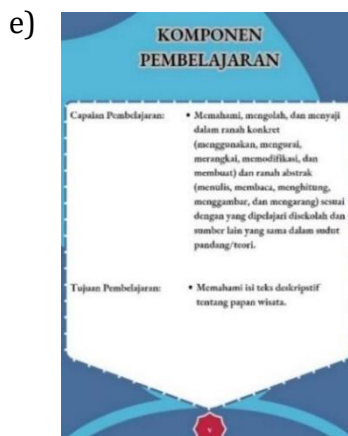 e)
KOMPONEN
PEMBELAJARAN
Capaian Pembelajaran:
• Memahami, mengolah, dan menyaji
dalam ranah konkret
(menggunakan, mengurai,
merangkai, memodifikasi, dan
membuat) dan ranah abstrak
(menulis, membaca, menghitung,
menggambar, dan mengarang) sesuai
dengan yang dipelajari disekolah dan
sumber lain yang sama dalam sudut
pandang/teori.
Tujuan Pembelajaran:
• Memahami isi teks deskriptif
tentang papan wisata.
v